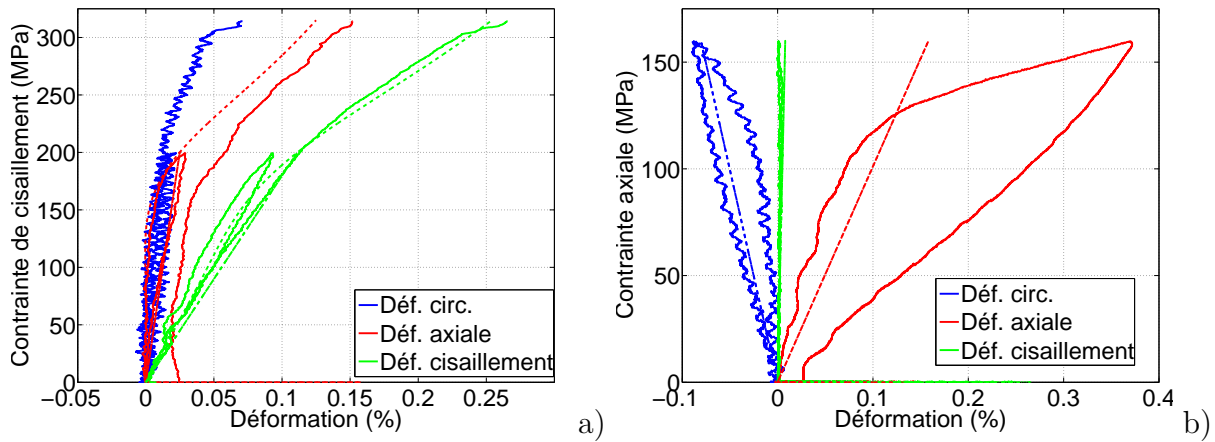 Contrainte de cisaillement (MPa)
300
250
200
150
100
50
0
−0.05 0 0.05 0.1 0.15 0.2 0.25
Déformation (%)
Déf. circ.
Déf. axiale
Déf. cisaillement
a)
Contrainte axiale (MPa)
150
100
50
0
−0.1 0 0.1 0.2 0.3 0.4
Déformation (%)
Déf. circ.
Déf. axiale
Déf. cisaillement
b)